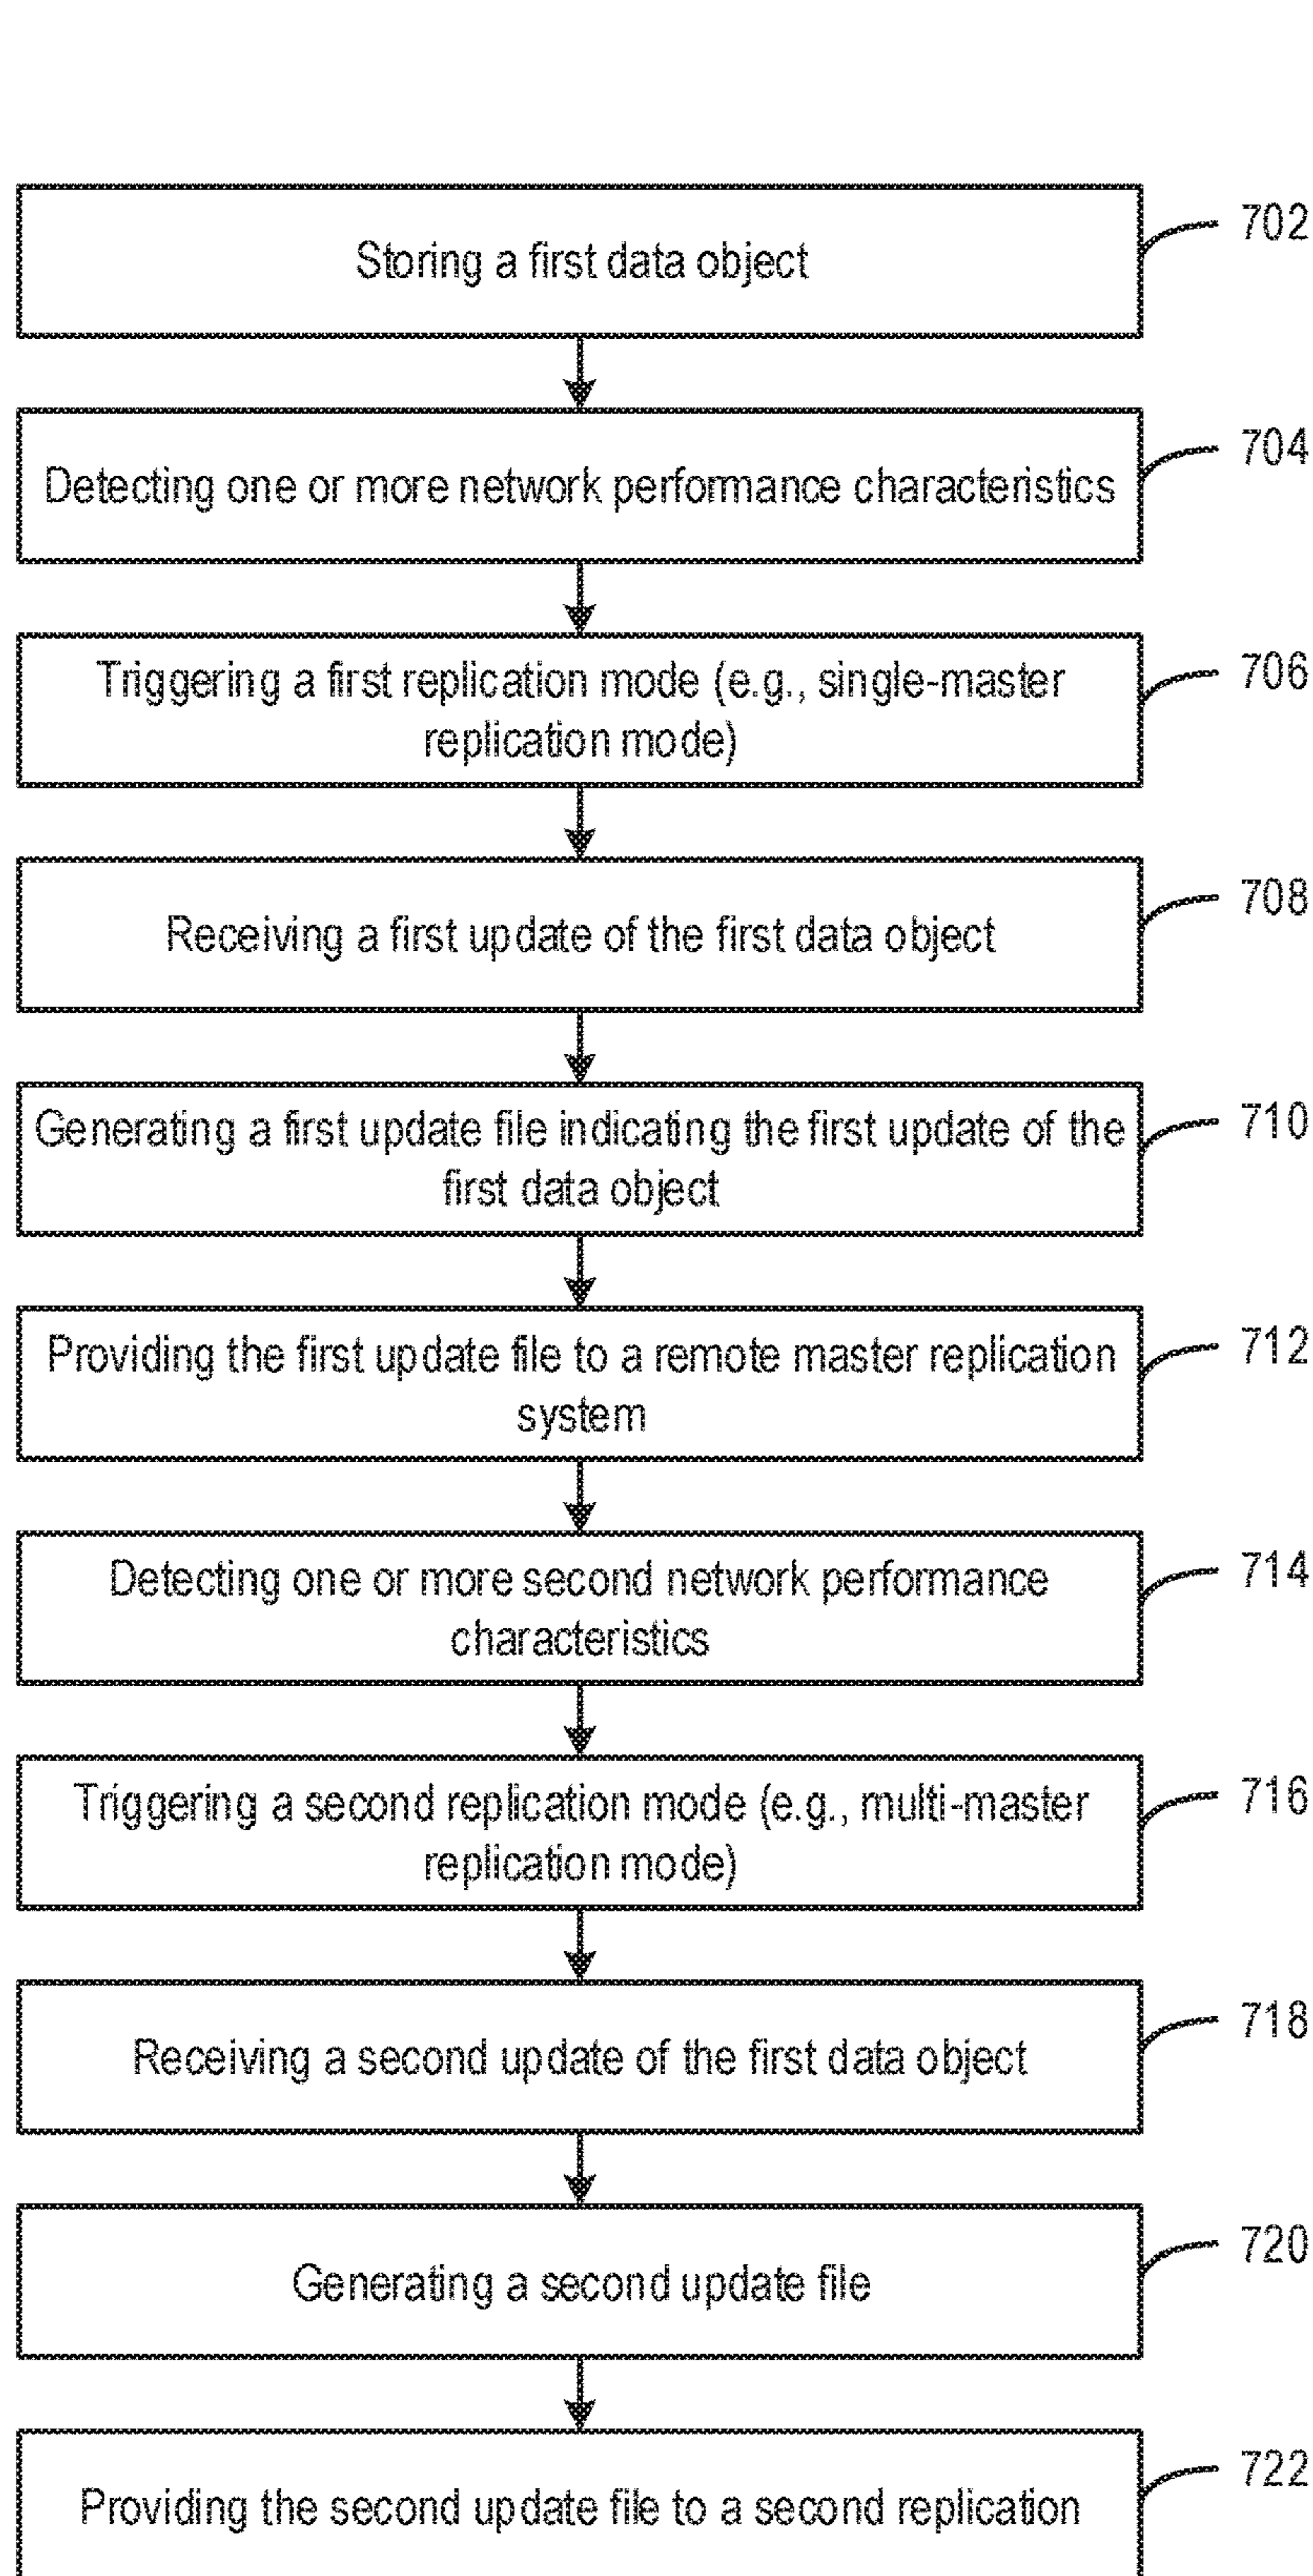 Storing a first data object
702
Detecting one or more network performance characteristics
704
Triggering a first replication mode (e.g., single-master
replication mode)
706
Receiving a first update of the first data object
708
Generating a first update file indicating the first update of the
first data object
710
Providing the first update file to a remote master replication
system
712
Detecting one or more second network performance
characteristics
714
Triggering a second replication mode (e.g., multi-master
replication mode)
716
Receiving a second update of the first data object
718
Generating a second update file
720
Providing the second update file to a second replication
722